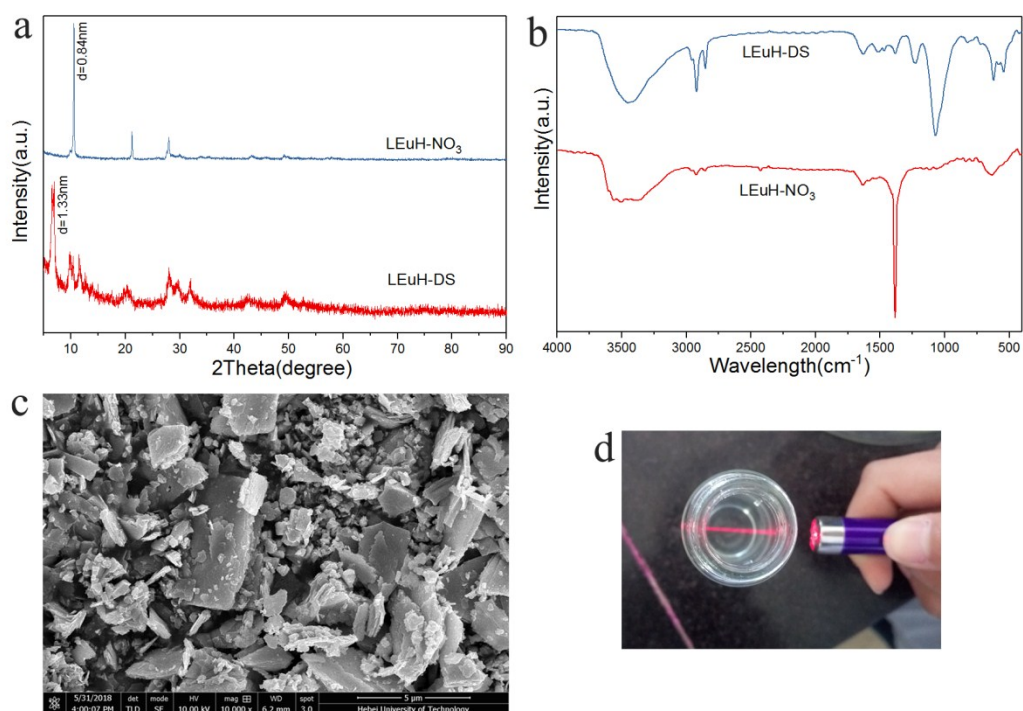 a
Intensity(a.u.)
d=0.84nm
LEuH-NO₃
d=1.33nm
LEuH-DS
10 20 30 40 50 60 70 80 90
2Theta(degree)
b
Intensity(a.u.)
LEuH-DS
LEuH-NO₃
4000 3500 3000 2500 2000 1500 1000 500
Wavelength(cm⁻¹)
c
5/31/2018 det mode HV mag WD spot 5 µm
4:00:07 PM TLD SE 10.00 kV 10 000 x 6.2 mm 3.0 Hebei University of Technology
d